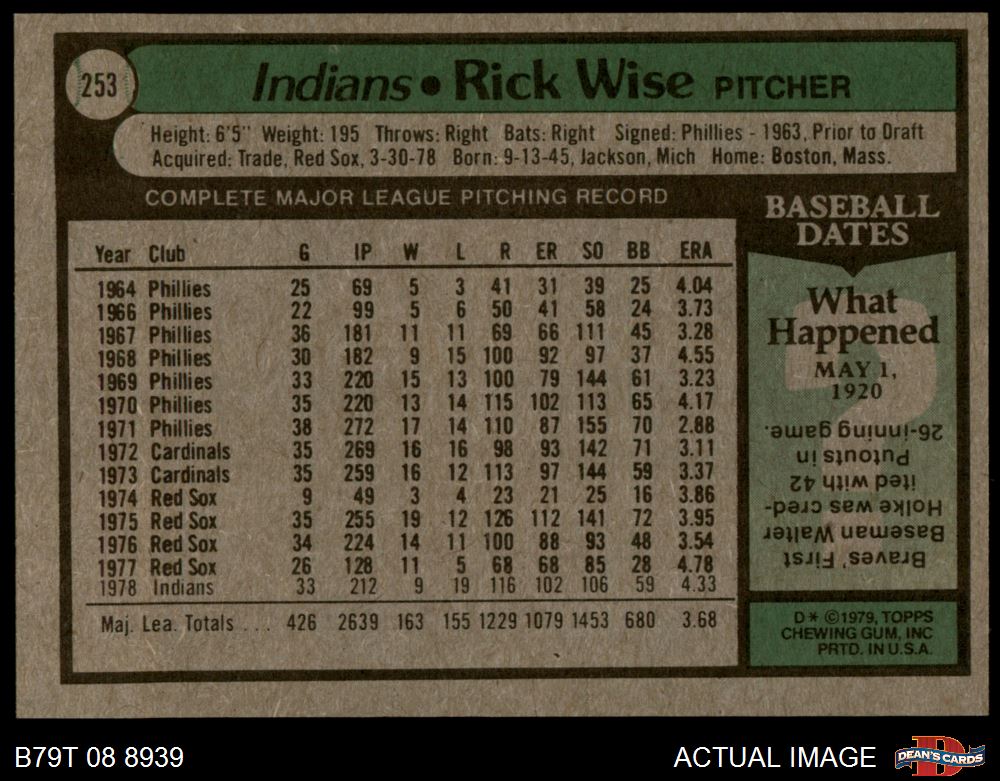 253
Indians • Rick Wise PITCHER
Height: 6'5" Weight: 195 Throws: Right Bats: Right Signed: Phillies - 1963, Prior to Draft
Acquired: Trade, Red Sox, 3-30-78 Born: 9-13-45, Jackson, Mich Home: Boston, Mass.
COMPLETE MAJOR LEAGUE PITCHING RECORD
Year Club G IP W L R ER SO BB ERA
1964 Phillies 25 69 5 3 41 31 39 25 4.04
1966 Phillies 22 99 5 6 50 41 58 24 3.73
1967 Phillies 36 181 11 11 69 66 111 45 3.28
1968 Phillies 30 182 9 15 100 92 97 37 4.55
1969 Phillies 33 220 15 13 100 79 144 61 3.23
1970 Phillies 35 220 13 14 115 102 113 65 4.17
1971 Phillies 38 272 17 14 110 87 155 70 2.88
1972 Cardinals 35 269 16 16 98 93 142 71 3.11
1973 Cardinals 35 259 16 12 113 97 144 59 3.37
1974 Red Sox 9 49 3 4 23 21 25 16 3.86
1975 Red Sox 35 255 19 12 126 112 141 72 3.95
1976 Red Sox 34 224 14 11 100 88 93 48 3.54
1977 Red Sox 26 128 11 5 68 68 85 28 4.78
1978 Indians 33 212 9 19 116 102 106 59 4.33
Maj. Lea. Totals . . . 426 2639 163 155 1229 1079 1453 680 3.68
BASEBALL
DATES
What
Happened
MAY 1,
1920
Braves' First
Baseman Walter
Holke was cred-
ited with 42
Putouts in
26-inning game.
D* ©1979, TOPPS
CHEWING GUM, INC
PRTD. IN U.S.A.
B79T 08 8939
ACTUAL IMAGE
D
DEAN'S CARDS